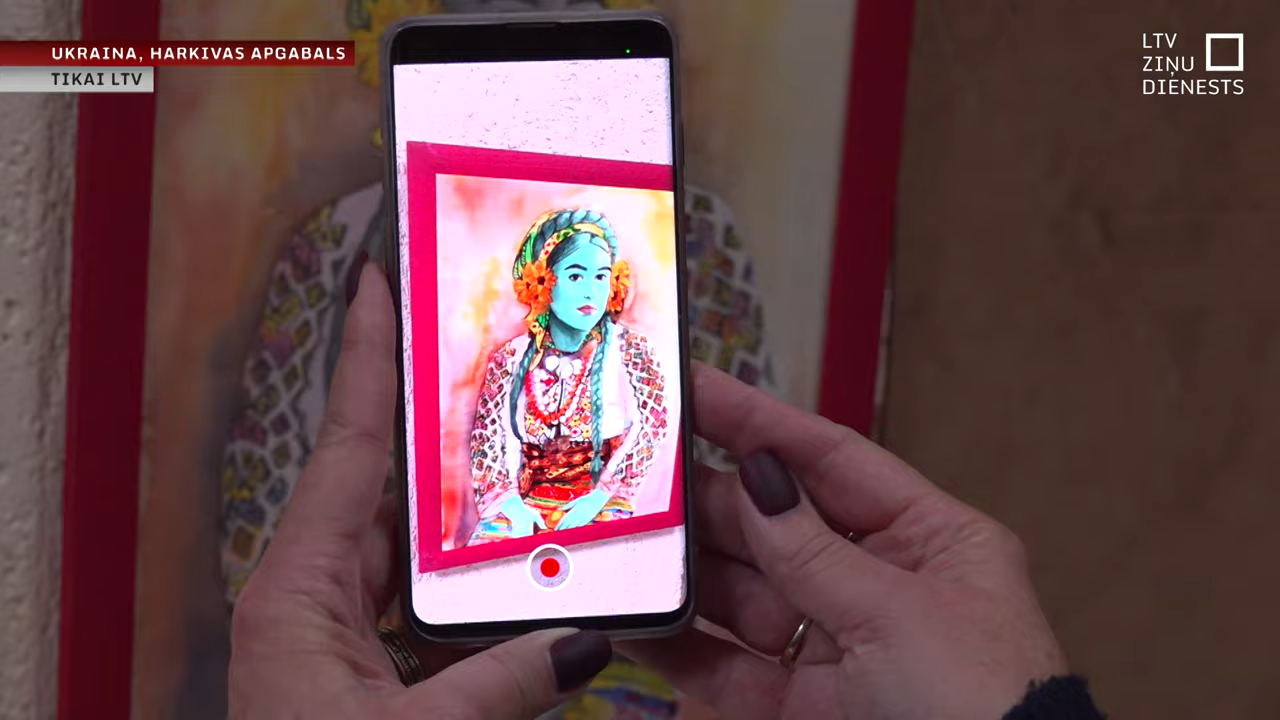 UKRAINA, HARKIVAS APGABALS
TIKAI LTV
LTV
ZIŅU
DIENESTS